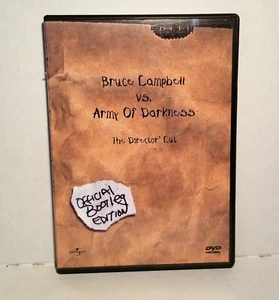 Bruce Campbell
vs.
Army Of Darkness
The Director' Cut
OFFICIAL
BOOTLEG
EDITION
DVD